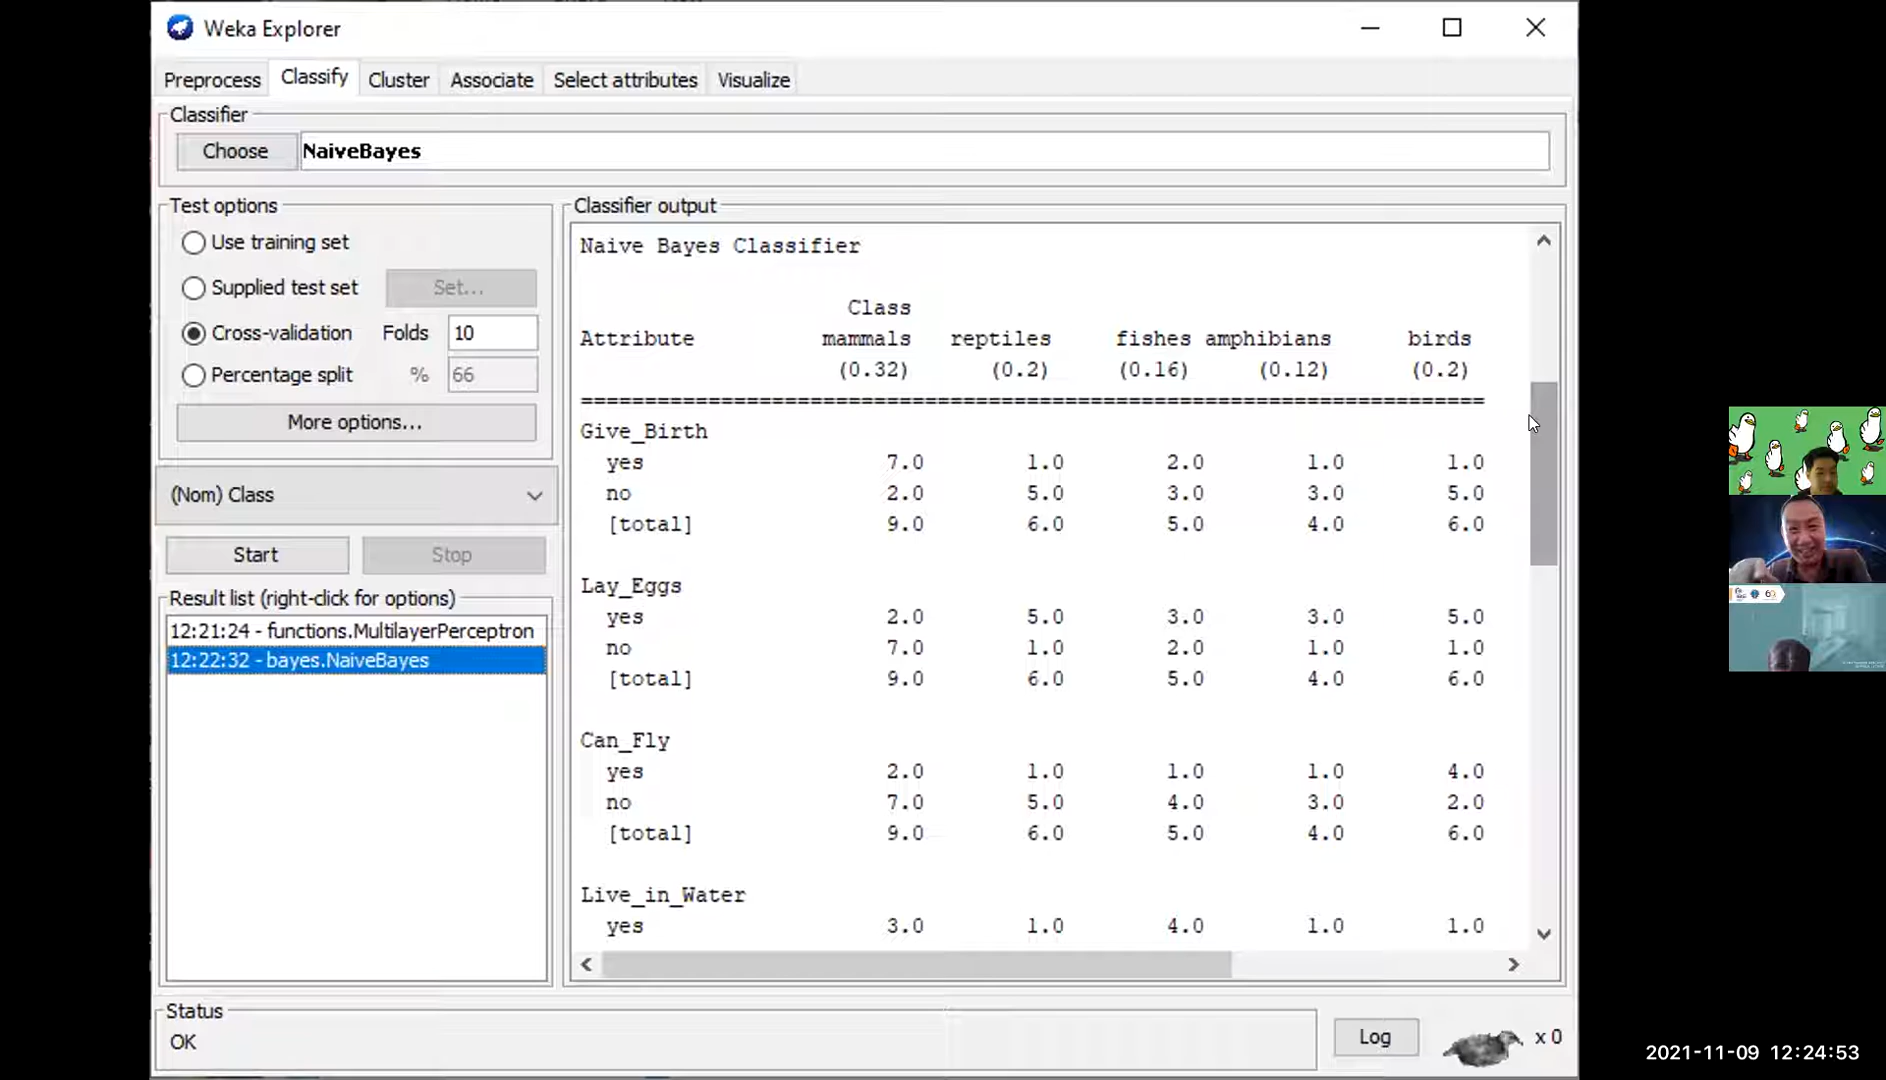 Weka Explorer
Preprocess Classify Cluster Associate Select attributes Visualize
Classifier
Choose NaiveBayes
Test options
Use training set
Supplied test set Set...
Cross-validation Folds 10
Percentage split % 66
More options...
(Nom) Class
Start Stop
Result list (right-click for options)
12:21:24 - functions.MultilayerPerceptron
12:22:32 - bayes.NaiveBayes
Classifier output
Naive Bayes Classifier
Class
Attribute mammals reptiles fishes amphibians birds
(0.32) (0.2) (0.16) (0.12) (0.2)
=======================================================================
Give_Birth
yes 7.0 1.0 2.0 1.0 1.0
no 2.0 5.0 3.0 3.0 5.0
[total] 9.0 6.0 5.0 4.0 6.0
Lay_Eggs
yes 2.0 5.0 3.0 3.0 5.0
no 7.0 1.0 2.0 1.0 1.0
[total] 9.0 6.0 5.0 4.0 6.0
Can_Fly
yes 2.0 1.0 1.0 1.0 4.0
no 7.0 5.0 4.0 3.0 2.0
[total] 9.0 6.0 5.0 4.0 6.0
Live_in_Water
yes 3.0 1.0 4.0 1.0 1.0
Status
OK
Log x 0
2021-11-09 12:24:53